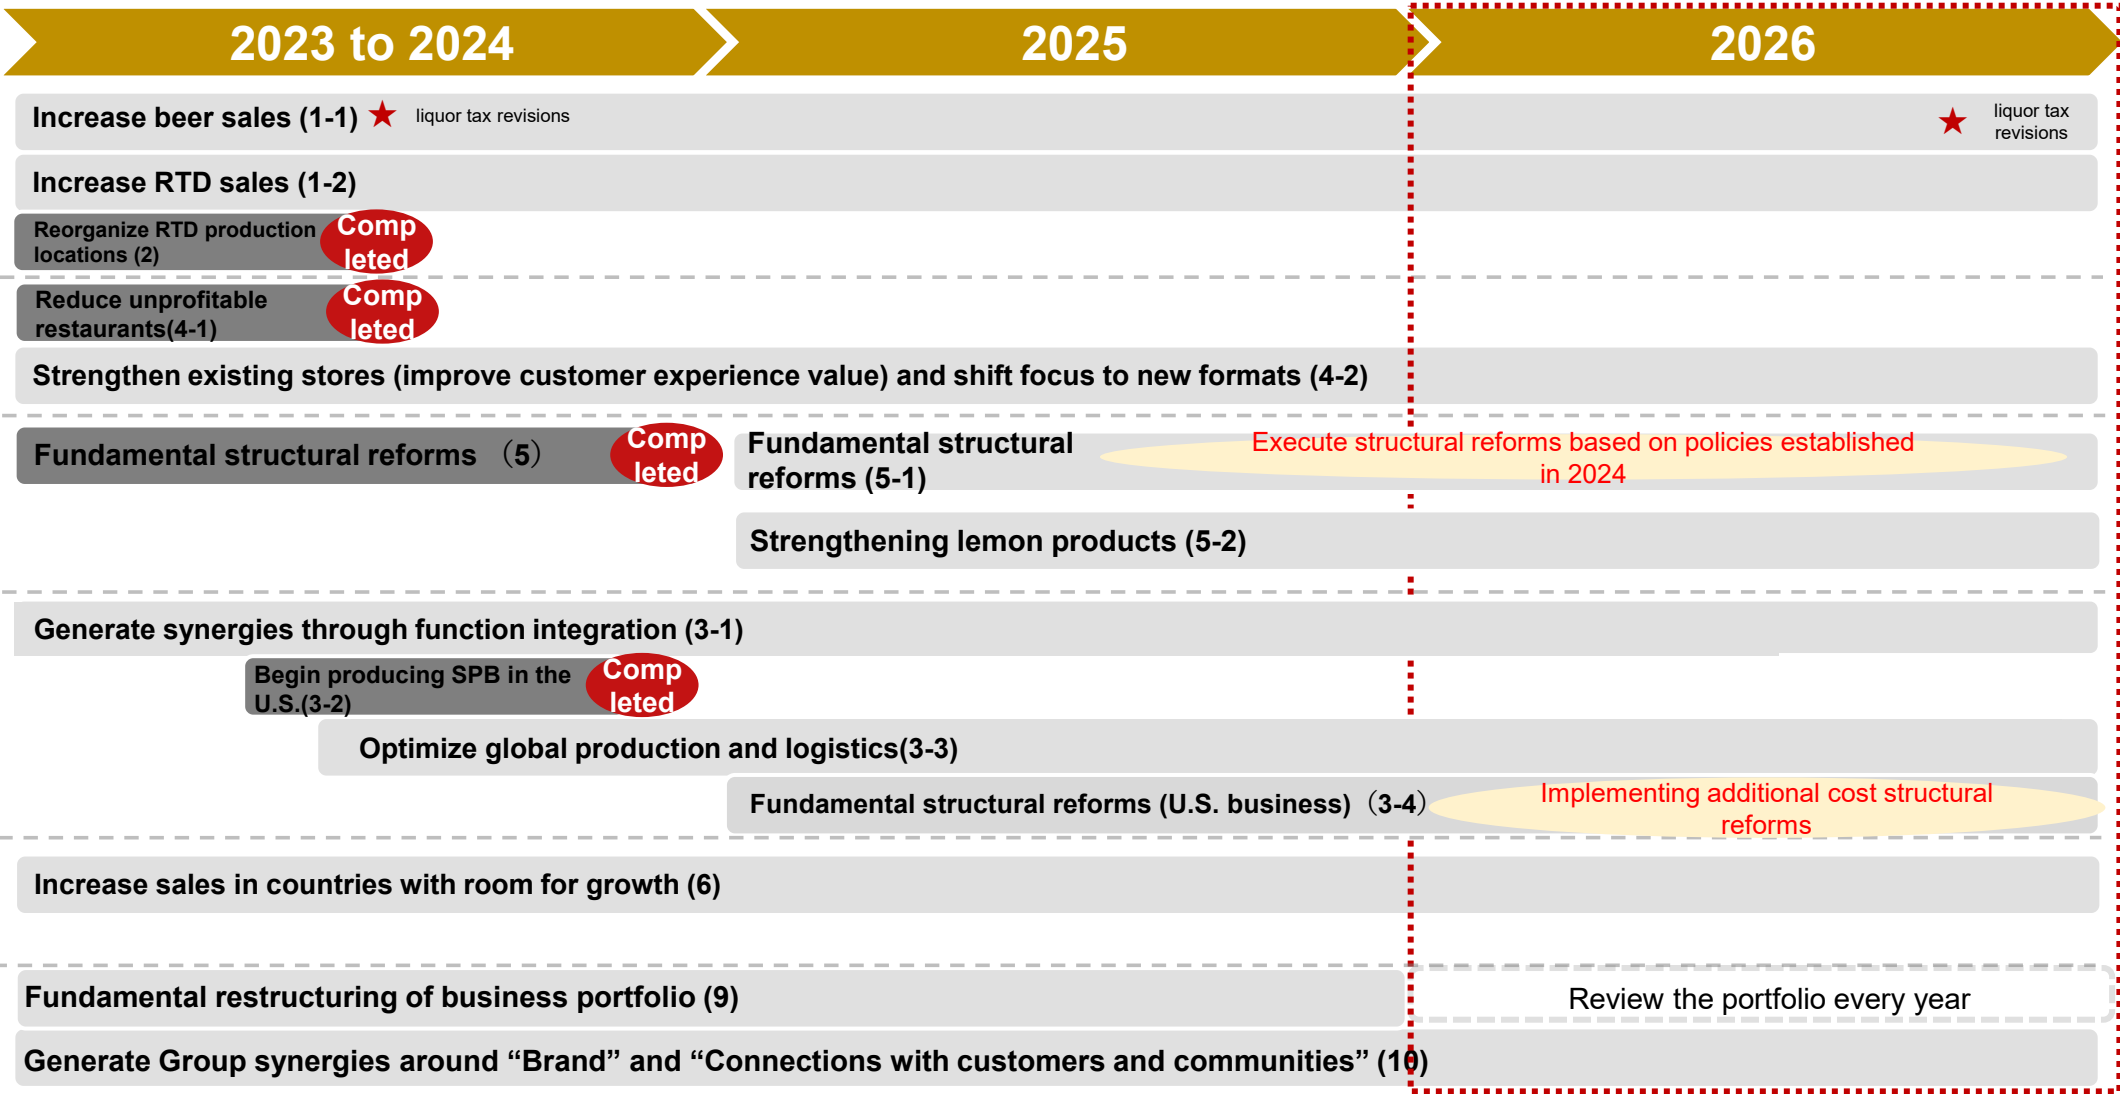 2023 to 2024
2025
2026
Increase beer sales (1-1)
liquor tax revisions
liquor tax
revisions
Increase RTD sales (1-2)
Reorganize RTD production
locations (2)
Comp
leted
Reduce unprofitable
restaurants(4-1)
Comp
leted
Strengthen existing stores (improve customer experience value) and shift focus to new formats (4-2)
Fundamental structural reforms （5）
Comp
leted
Fundamental structural
reforms (5-1)
Execute structural reforms based on policies established
in 2024
Strengthening lemon products (5-2)
Generate synergies through function integration (3-1)
Begin producing SPB in the
U.S.(3-2)
Comp
leted
Optimize global production and logistics(3-3)
Fundamental structural reforms (U.S. business)（3-4）
Implementing additional cost structural
reforms
Increase sales in countries with room for growth (6)
Fundamental restructuring of business portfolio (9)
Review the portfolio every year
Generate Group synergies around “Brand” and “Connections with customers and communities” (10)